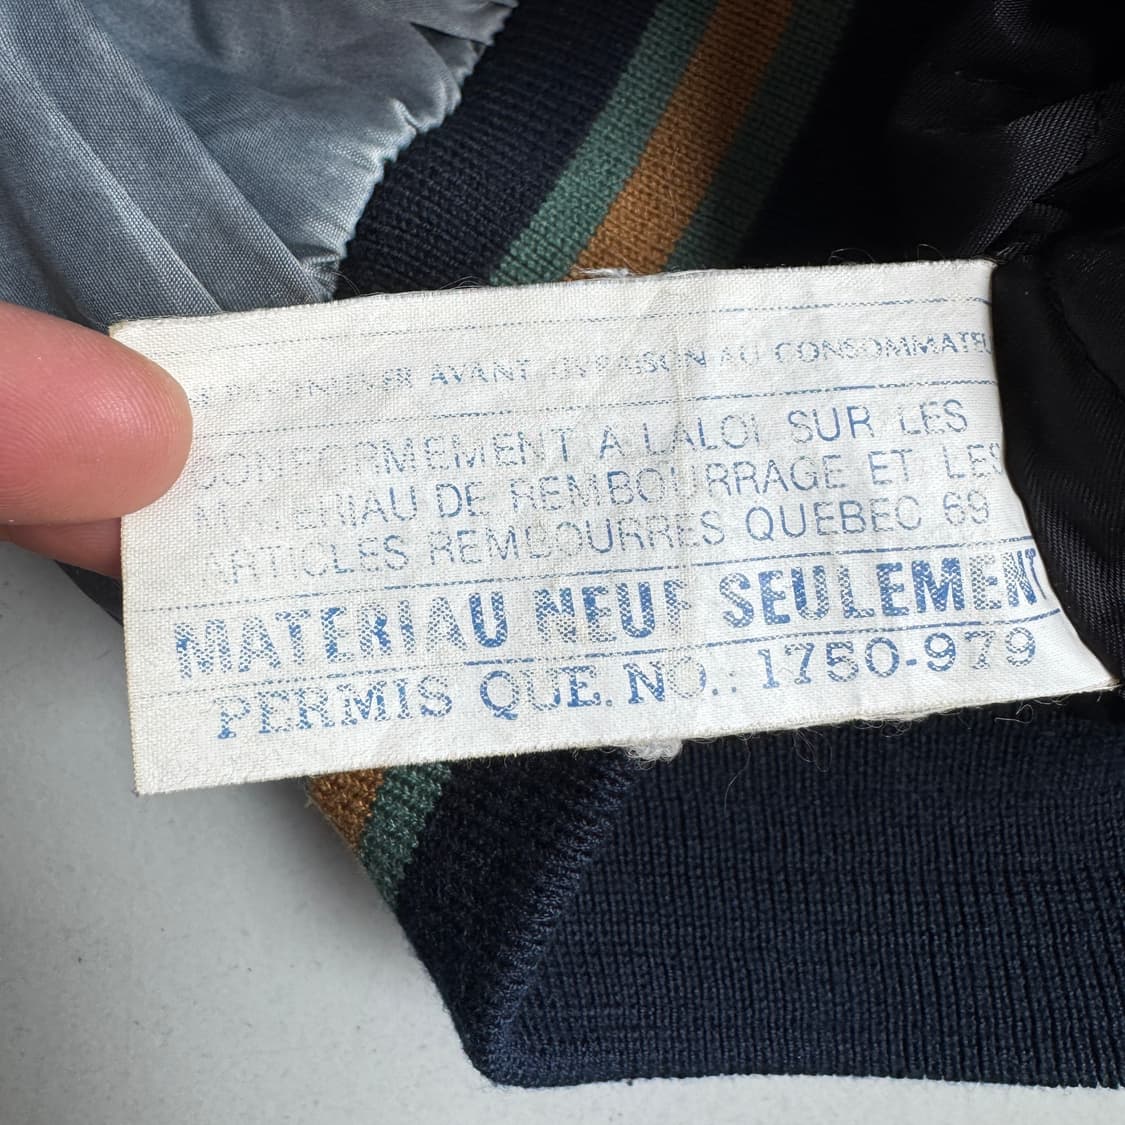 AVANT LIVRAISON AU CONSOMMATEU
CONFORMEMENT A LALOI SUR LES
MATERIAU DE REMBOURRAGE ET LES
ARTICLES REMBOURRES QUEBEC 69
MATERIAU NEUF SEULEMENT
PERMIS QUE. NO.: 1750-979